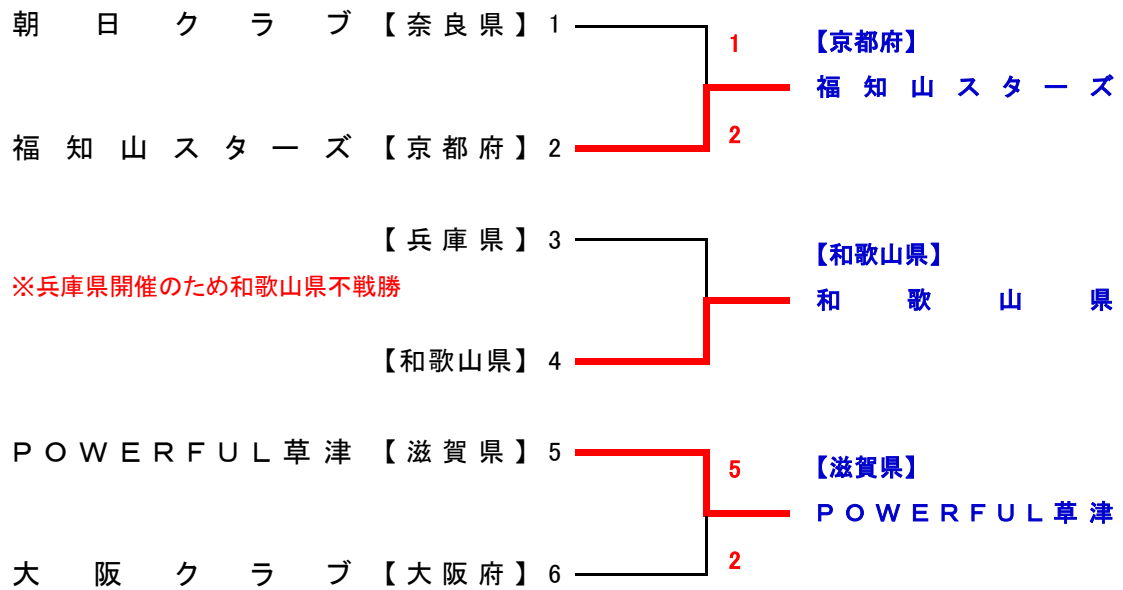 朝日クラブ【奈良県】1
1
【京都府】
福知山スターズ
福知山スターズ【京都府】2
2
【兵庫県】3
【和歌山県】
※兵庫県開催のため和歌山県不戦勝
和歌山県
【和歌山県】4
ＰＯＷＥＲＦＵＬ草津【滋賀県】5
5
【滋賀県】
ＰＯＷＥＲＦＵＬ草津
2
大阪クラブ【大阪府】6